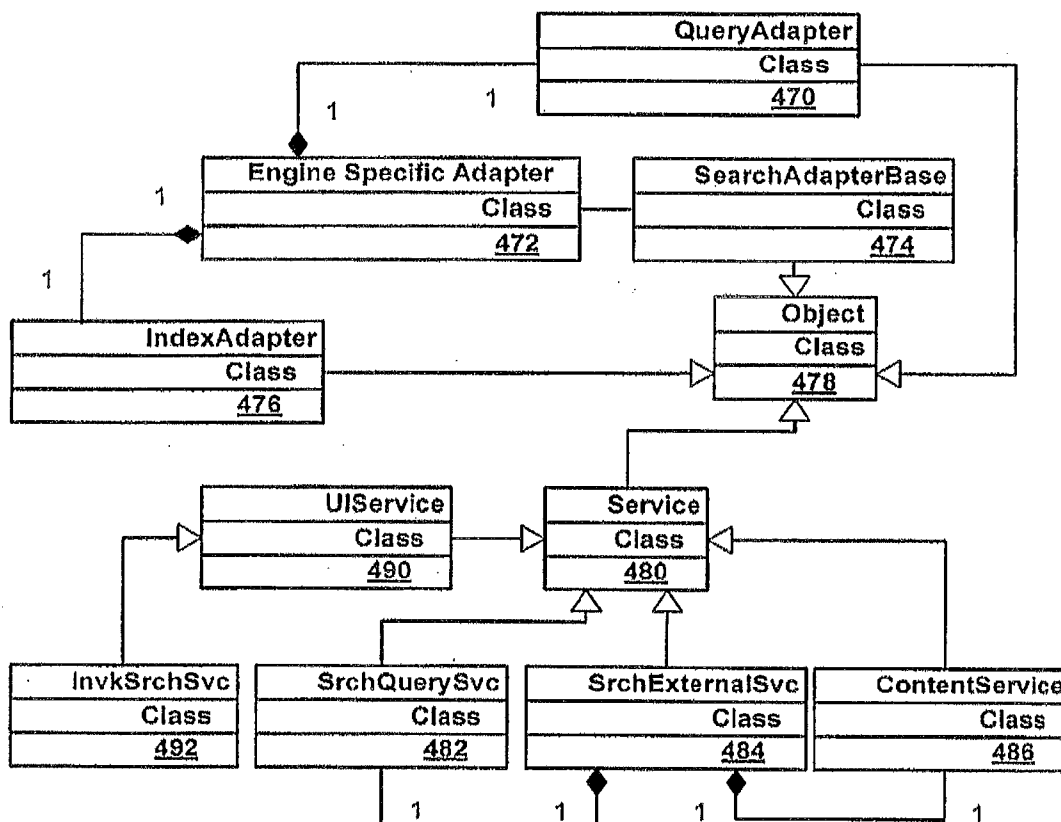 QueryAdapter
Class
470
1
1
Engine Specific Adapter
Class
472
SearchAdapterBase
Class
474
1
1
IndexAdapter
Class
476
Object
Class
478
UIService
Class
490
Service
Class
480
InvkSrchSvc
Class
492
SrchQuerySvc
Class
482
SrchExternalSvc
Class
484
ContentService
Class
486
1
1
1
1